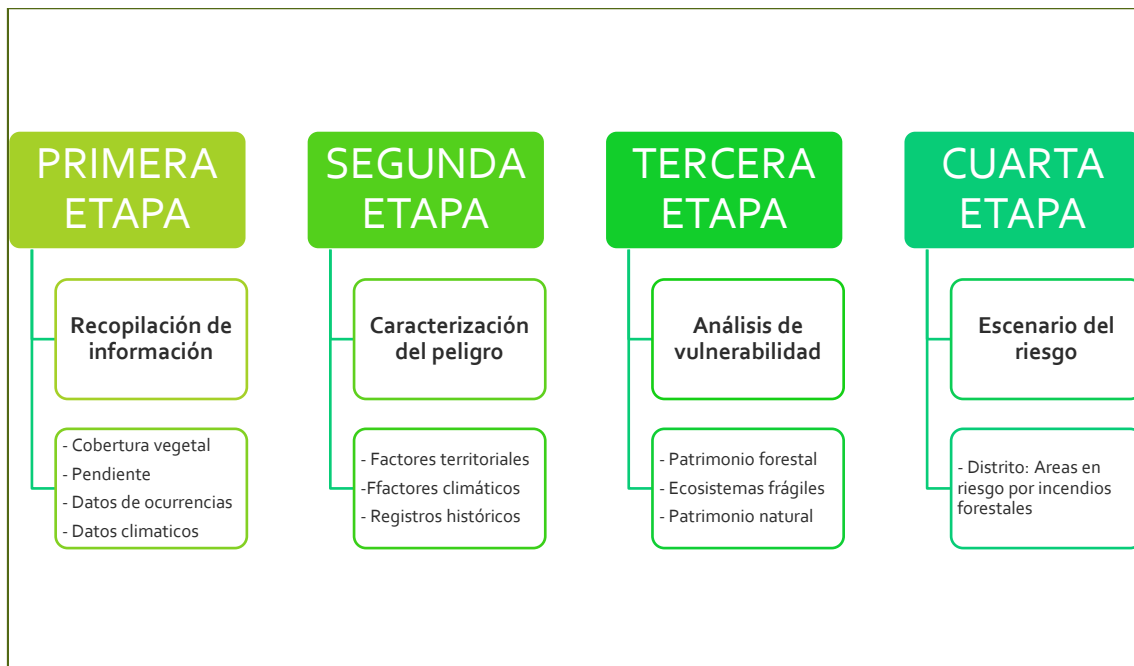 PRIMERA
ETAPA
Recopilación de
información
- Cobertura vegetal
- Pendiente
- Datos de ocurrencias
- Datos climaticos
SEGUNDA
ETAPA
Caracterización
del peligro
- Factores territoriales
-Ffactores climáticos
- Registros históricos
TERCERA
ETAPA
Análisis de
vulnerabilidad
- Patrimonio forestal
- Ecosistemas frágiles
- Patrimonio natural
CUARTA
ETAPA
Escenario del
riesgo
- Distrito: Areas en
riesgo por incendios
forestales